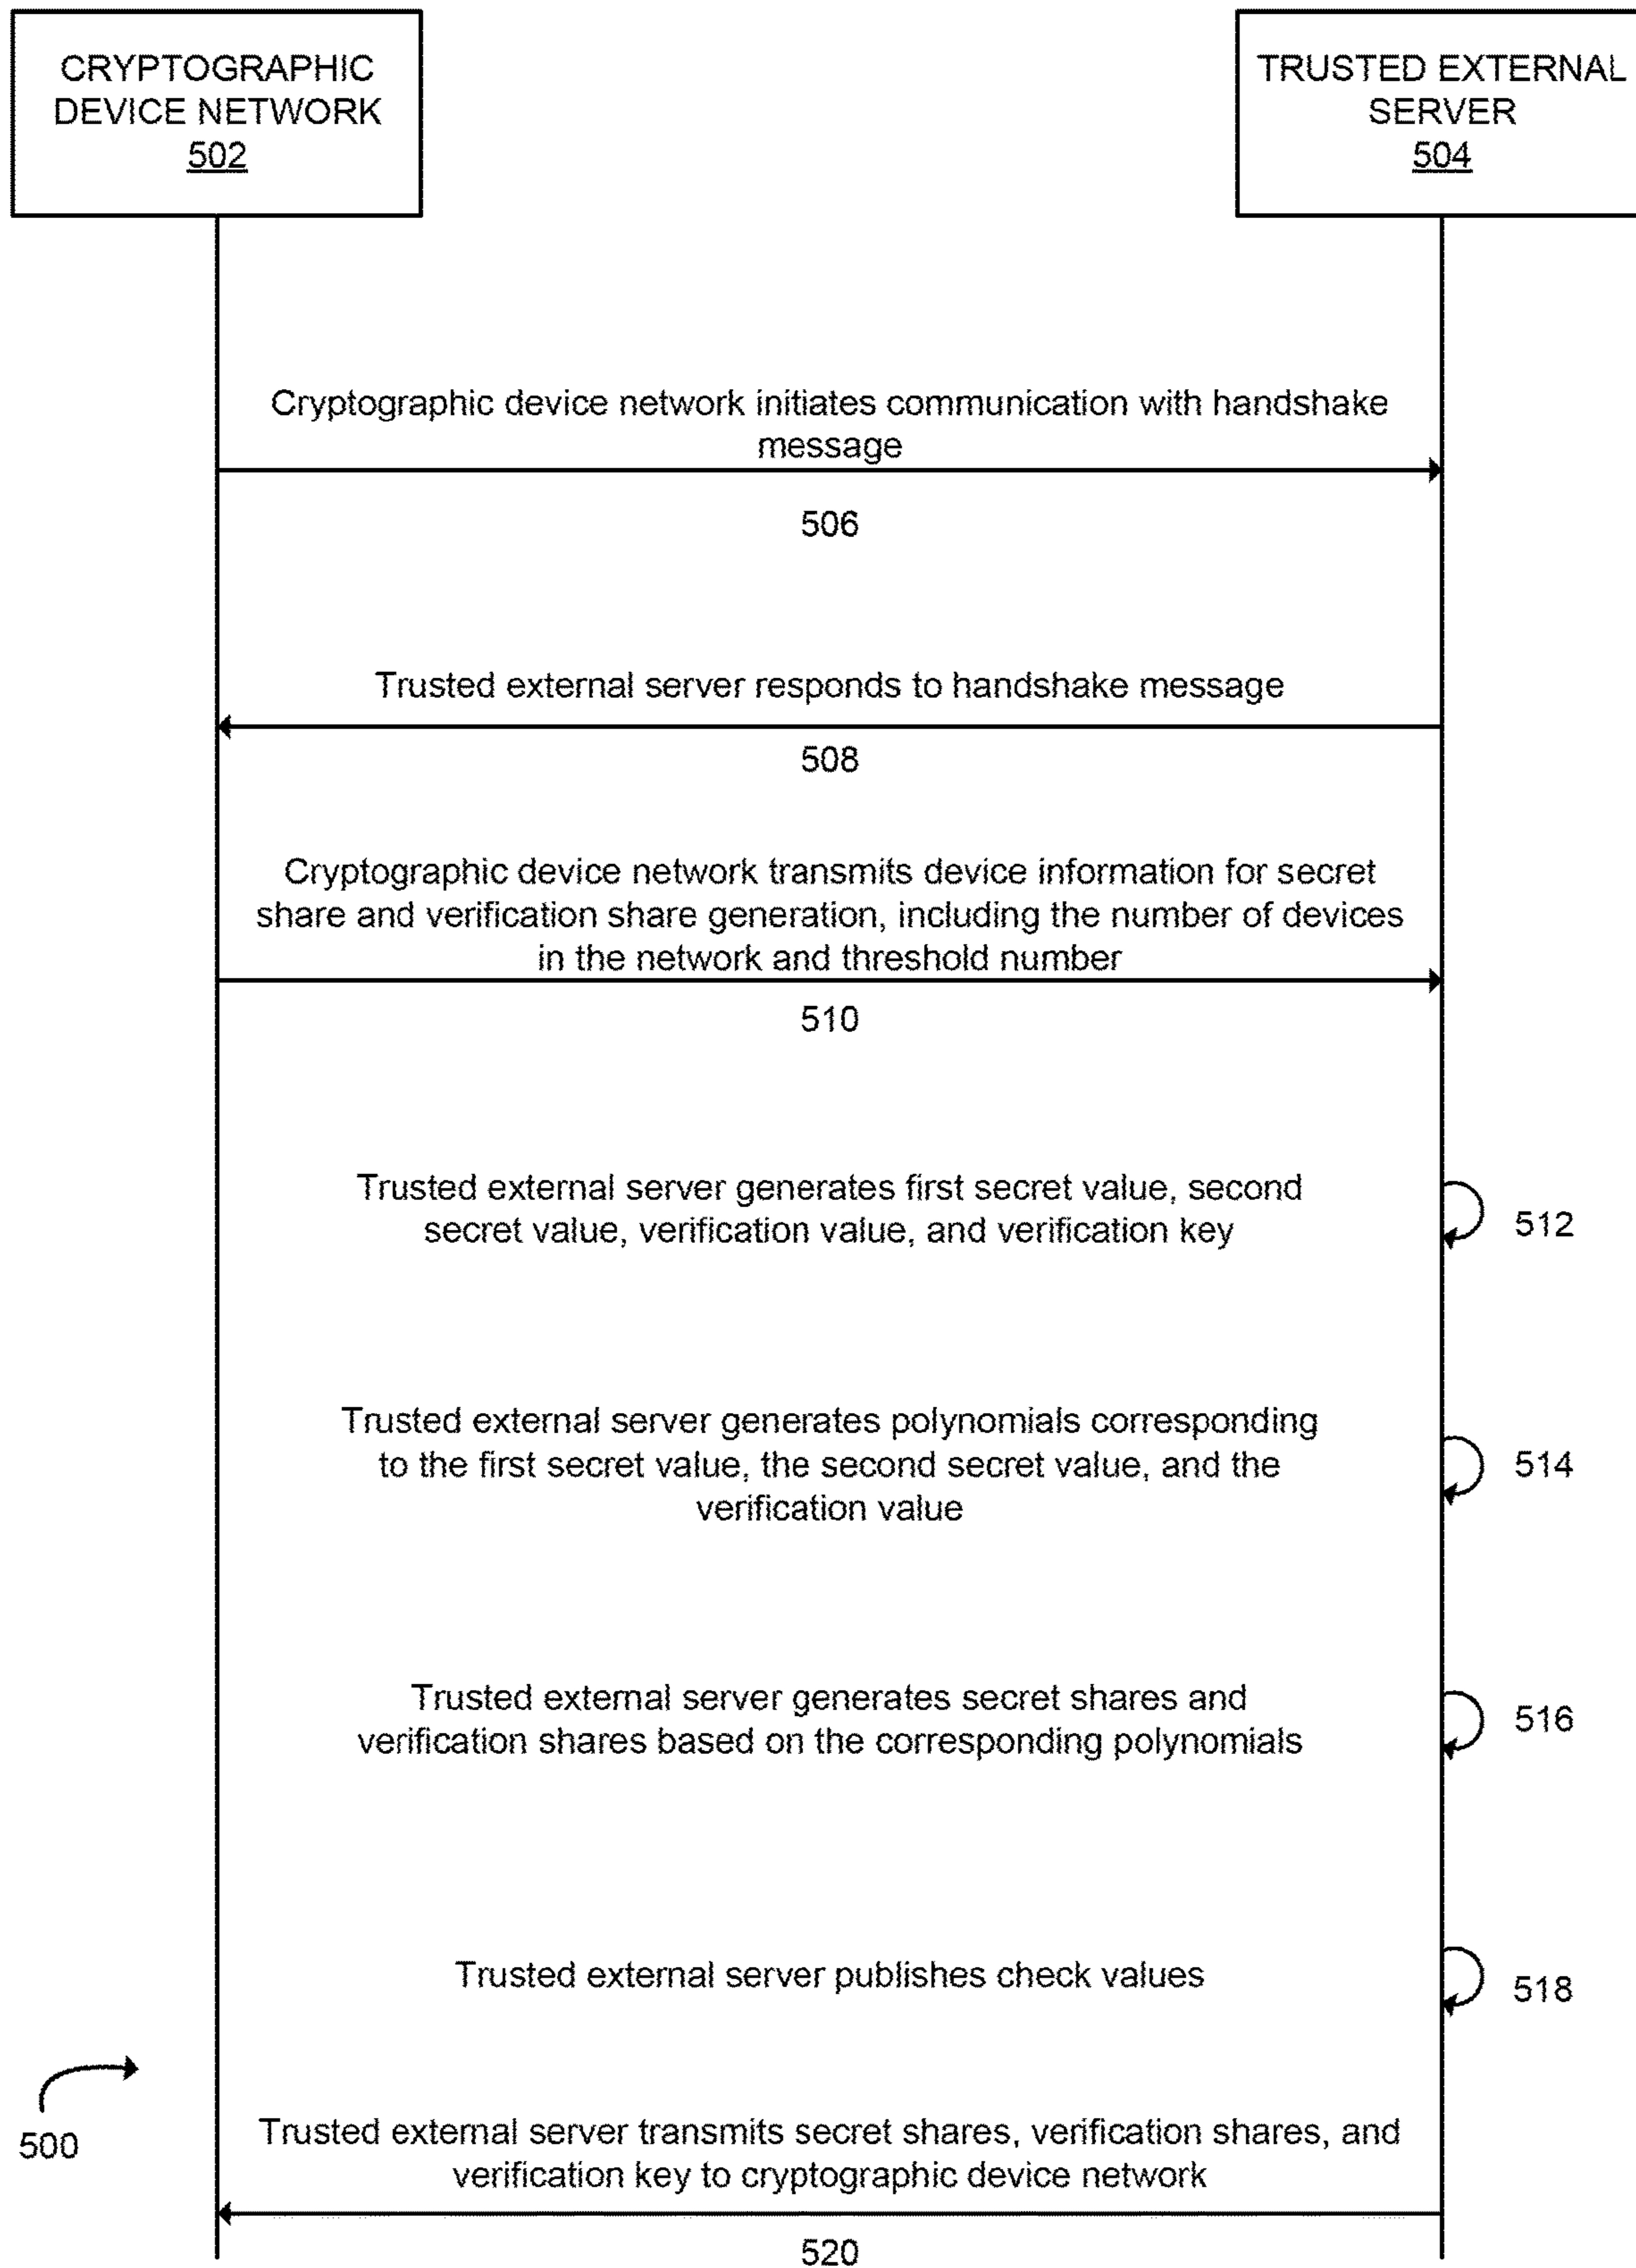 CRYPTOGRAPHIC
DEVICE NETWORK
502
TRUSTED EXTERNAL
SERVER
504
Cryptographic device network initiates communication with handshake
message
506
Trusted external server responds to handshake message
508
Cryptographic device network transmits device information for secret
share and verification share generation, including the number of devices
in the network and threshold number
510
Trusted external server generates first secret value, second
secret value, verification value, and verification key
512
Trusted external server generates polynomials corresponding
to the first secret value, the second secret value, and the
verification value
514
Trusted external server generates secret shares and
verification shares based on the corresponding polynomials
516
Trusted external server publishes check values
518
500
Trusted external server transmits secret shares, verification shares, and
verification key to cryptographic device network
520